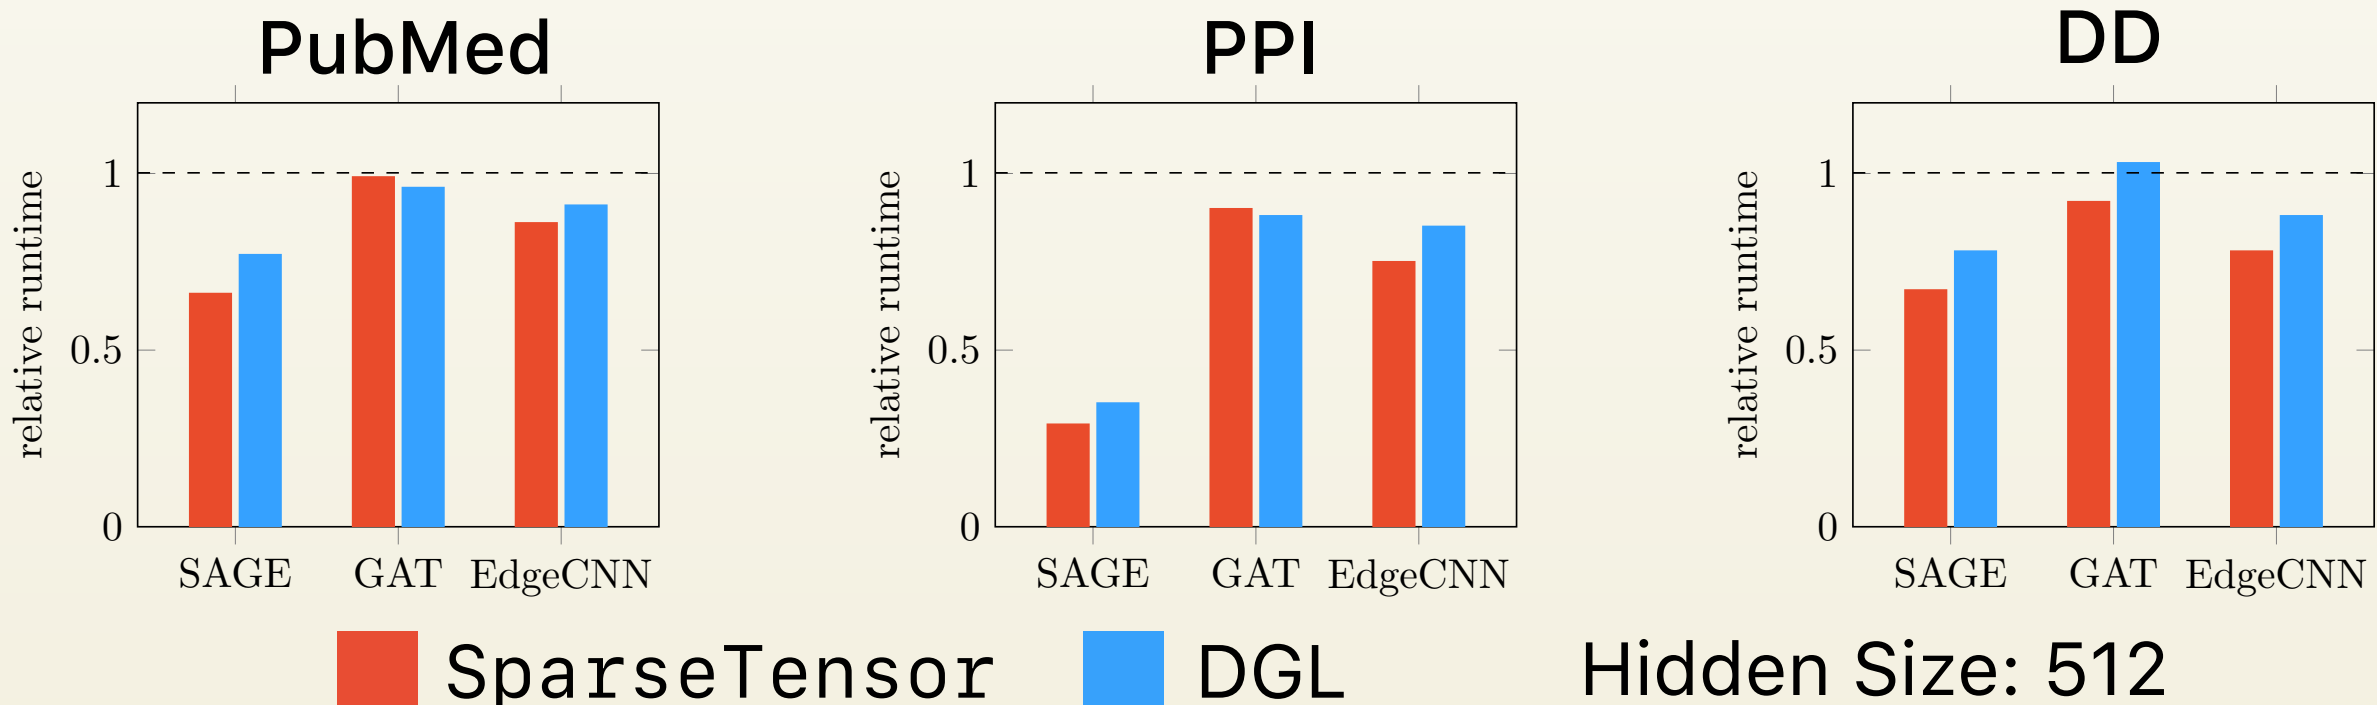 PubMed
relative runtime
1
0.5
0
SAGE GAT EdgeCNN
PPI
relative runtime
1
0.5
0
SAGE GAT EdgeCNN
DD
relative runtime
1
0.5
0
SAGE GAT EdgeCNN
SparseTensor DGL Hidden Size: 512